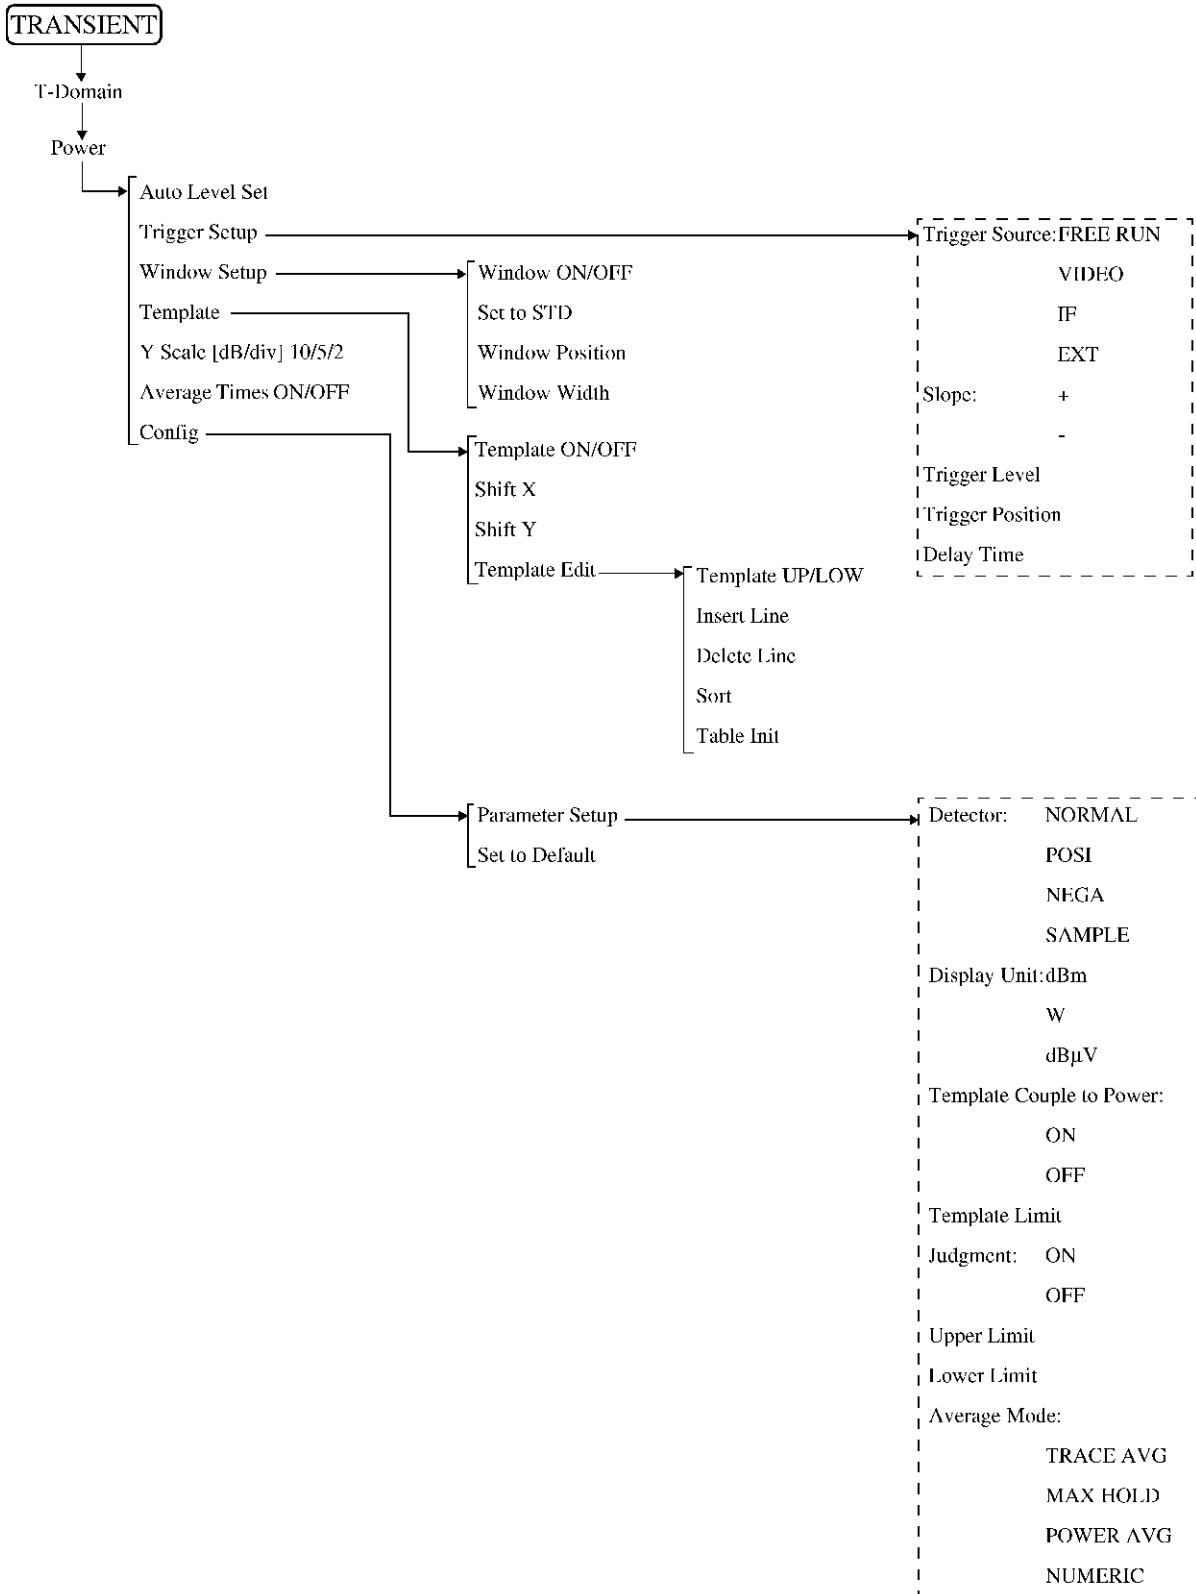 TRANSIENT
T-Domain
Power
Auto Level Set
Trigger Setup
Window Setup
Template
Y Scale [dB/div] 10/5/2
Average Times ON/OFF
Config
Window ON/OFF
Set to STD
Window Position
Window Width
Template ON/OFF
Shift X
Shift Y
Template Edit
Template UP/LOW
Insert Line
Delete Line
Sort
Table Init
Trigger Source: FREE RUN
VIDEO
IF
EXT
Slope: +
-
Trigger Level
Trigger Position
Delay Time
Parameter Setup
Set to Default
Detector: NORMAL
POSI
NEGA
SAMPLE
Display Unit: dBm
W
dBµV
Template Couple to Power:
ON
OFF
Template Limit
Judgment: ON
OFF
Upper Limit
Lower Limit
Average Mode:
TRACE AVG
MAX HOLD
POWER AVG
NUMERIC